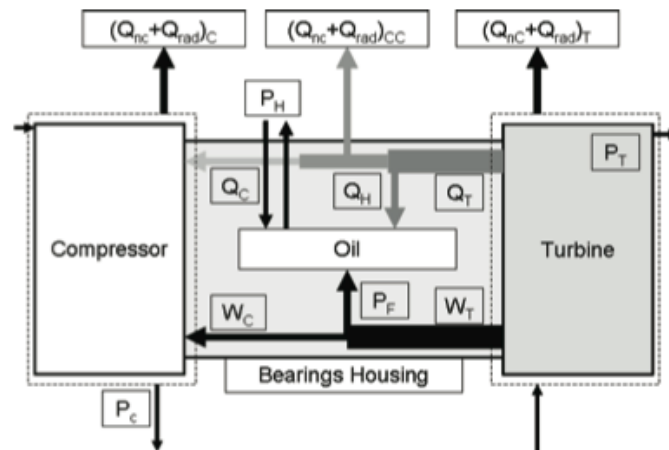 (Qnc+Qrad)C
(Qnc+Qrad)CC
(QnC+Qrad)T
PH
PT
QC
QH
QT
Compressor
Oil
Turbine
WC
PF
WT
Bearings Housing
Pc